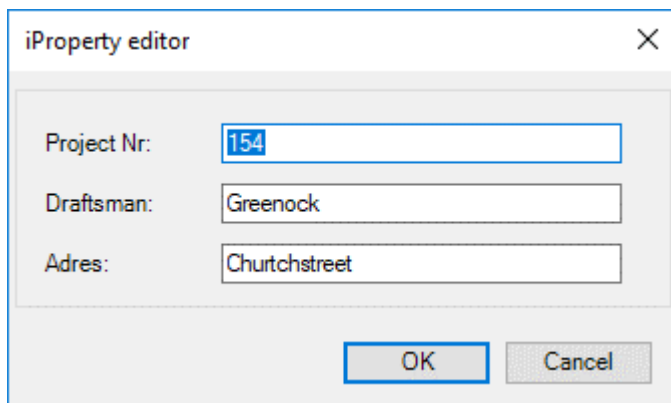 iProperty editor
Project Nr: 154
Draftsman: Greenock
Adres: Churtchstreet
OK Cancel